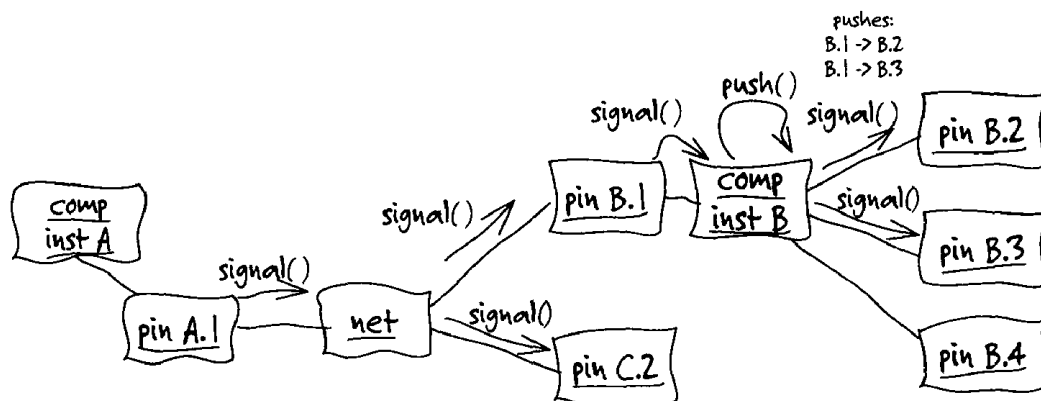 pushes:
B.1 -> B.2
B.1 -> B.3
push()
signal()
signal()
pin B.2
comp
inst A
signal()
pin B.1
comp
inst B
signal()
pin B.3
signal()
pin A.1
net
signal()
pin C.2
pin B.4